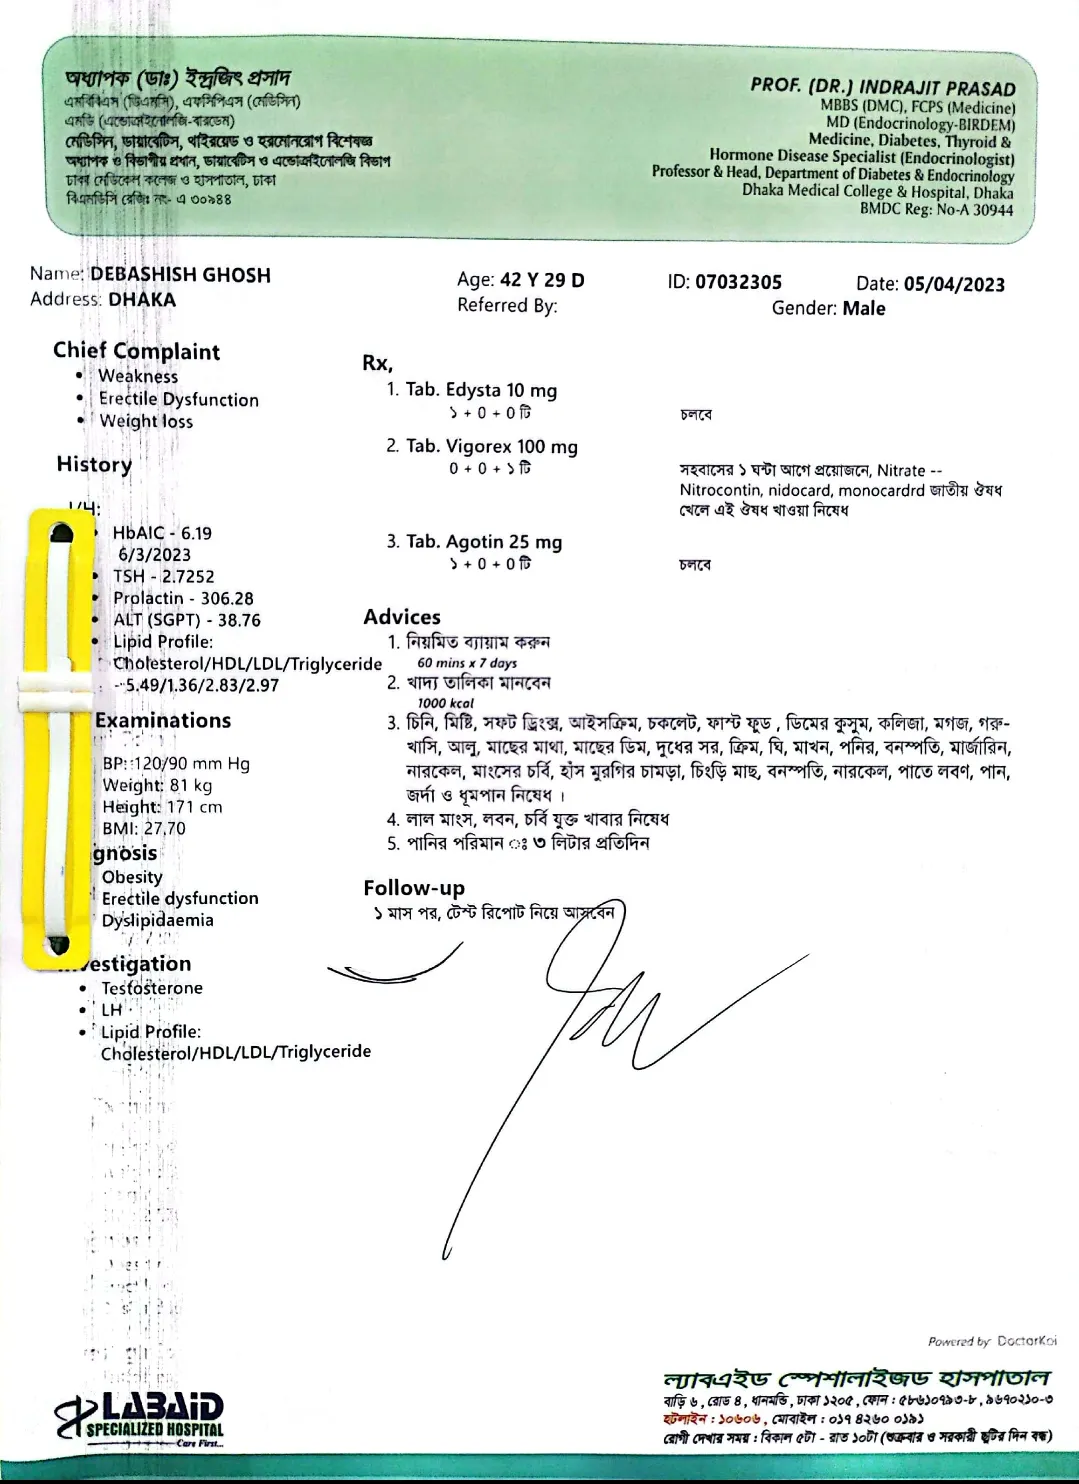 অধ্যাপক (ডাঃ) ইন্দ্রজিৎ প্রসাদ
এমবিবিএস (ডিএমসি), এফসিপিএস (মেডিসিন)
এমডি (এন্ডোক্রাইনোলজি-বারডেম)
মেডিসিন, ডায়াবেটিস, থাইরয়েড ও হরমোনরোগ বিশেষজ্ঞ
অধ্যাপক ও বিভাগীয় প্রধান, ডায়াবেটিস ও এন্ডোক্রাইনোলজি বিভাগ
ঢাকা মেডিকেল কলেজ ও হাসপাতাল, ঢাকা
বিএমডিসি রেজিঃ নং- এ ৩০৯৪৪
PROF. (DR.) INDRAJIT PRASAD
MBBS (DMC), FCPS (Medicine)
MD (Endocrinology-BIRDEM)
Medicine, Diabetes, Thyroid &
Hormone Disease Specialist (Endocrinologist)
Professor & Head, Department of Diabetes & Endocrinology
Dhaka Medical College & Hospital, Dhaka
BMDC Reg: No-A 30944
Name: DEBASHISH GHOSH Age: 42 Y 29 D ID: 07032305 Date: 05/04/2023
Address: DHAKA Referred By: Gender: Male
Chief Complaint
• Weakness
• Erectile Dysfunction
• Weight loss
History
• HbAIC - 6.19
6/3/2023
• TSH - 2.7252
• Prolactin - 306.28
• ALT (SGPT) - 38.76
• Lipid Profile:
Cholesterol/HDL/LDL/Triglyceride
- 5.49/1.36/2.83/2.97
Examinations
BP: 120/90 mm Hg
Weight: 81 kg
Height: 171 cm
BMI: 27.70
gnosis
Obesity
Erectile dysfunction
Dyslipidaemia
vestigation
• Testosterone
• LH
• Lipid Profile:
Cholesterol/HDL/LDL/Triglyceride
Rx,
1. Tab. Edysta 10 mg
১ + 0 + 0 টি চলবে
2. Tab. Vigorex 100 mg
0 + 0 + ১ টি সহবাসের ১ ঘন্টা আগে প্রয়োজনে, Nitrate --
Nitrocontin, nidocard, monocardrd জাতীয় ঔষধ
খেলে এই ঔষধ খাওয়া নিষেধ
3. Tab. Agotin 25 mg
১ + 0 + 0 টি চলবে
Advices
1. নিয়মিত ব্যায়াম করুন
60 mins x 7 days
2. খাদ্য তালিকা মানবেন
1000 kcal
3. চিনি, মিষ্টি, সফট ড্রিংক্স, আইসক্রিম, চকলেট, ফাস্ট ফুড , ডিমের কুসুম, কলিজা, মগজ, গরু-
খাসি, আলু, মাছের মাথা, মাছের ডিম, দুধের সর, ক্রিম, ঘি, মাখন, পনির, বনস্পতি, মার্জারিন,
নারকেল, মাংসের চর্বি, হাঁস মুরগির চামড়া, চিংড়ি মাছ, বনস্পতি, নারকেল, পাতে লবণ, পান,
জর্দা ও ধূমপান নিষেধ ।
4. লাল মাংস, লবন, চর্বি যুক্ত খাবার নিষেধ
5. পানির পরিমান ঃ ৩ লিটার প্রতিদিন
Follow-up
১ মাস পর, টেস্ট রিপোর্ট নিয়ে আসবেন
Powered by DoctorKoi
LABAID
SPECIALIZED HOSPITAL
Care First...
ল্যাবএইড স্পেশালাইজড হাসপাতাল
বাড়ি ৬, রোড ৪, ধানমন্ডি, ঢাকা ১২০৫, ফোন : ৫৮৬১০৭৯৩-৮, ৯৬৭০২১০-৩
হটলাইন : ১০৬০৬, মোবাইল : ০১৭ ৪২৬০ ০১৯১
রোগী দেখার সময় : বিকাল ৫টা - রাত ১০টা (শুক্রবার ও সরকারী ছুটির দিন বন্ধ)